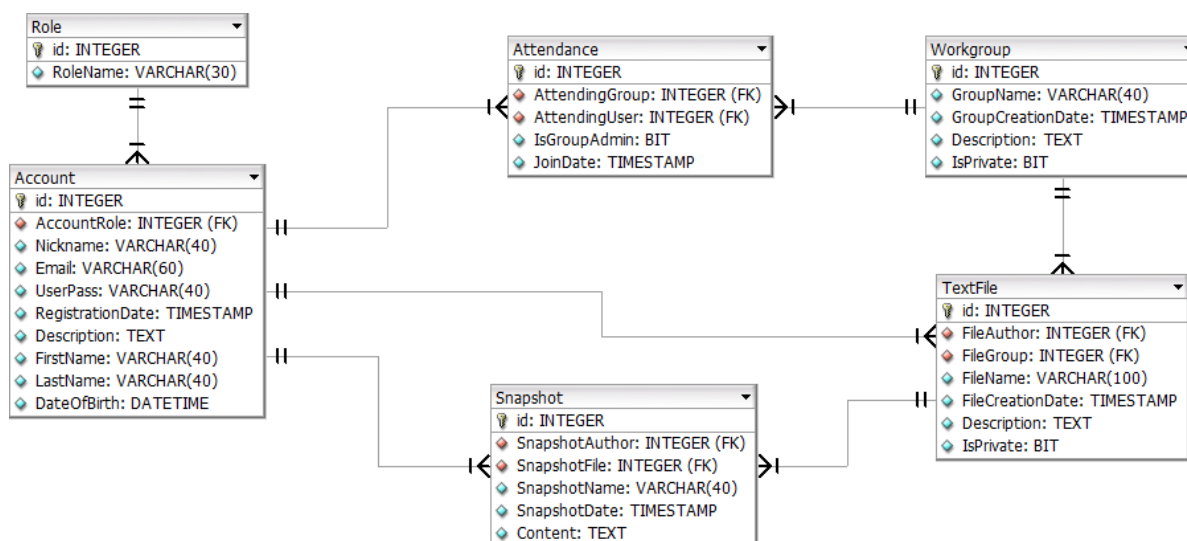 Role
id: INTEGER
RoleName: VARCHAR(30)
Attendance
id: INTEGER
AttendingGroup: INTEGER (FK)
AttendingUser: INTEGER (FK)
IsGroupAdmin: BIT
JoinDate: TIMESTAMP
Workgroup
id: INTEGER
GroupName: VARCHAR(40)
GroupCreationDate: TIMESTAMP
Description: TEXT
IsPrivate: BIT
Account
id: INTEGER
AccountRole: INTEGER (FK)
Nickname: VARCHAR(40)
Email: VARCHAR(60)
UserPass: VARCHAR(40)
RegistrationDate: TIMESTAMP
Description: TEXT
FirstName: VARCHAR(40)
LastName: VARCHAR(40)
DateOfBirth: DATETIME
TextFile
id: INTEGER
FileAuthor: INTEGER (FK)
FileGroup: INTEGER (FK)
FileName: VARCHAR(100)
FileCreationDate: TIMESTAMP
Description: TEXT
IsPrivate: BIT
Snapshot
id: INTEGER
SnapshotAuthor: INTEGER (FK)
SnapshotFile: INTEGER (FK)
SnapshotName: VARCHAR(40)
SnapshotDate: TIMESTAMP
Content: TEXT